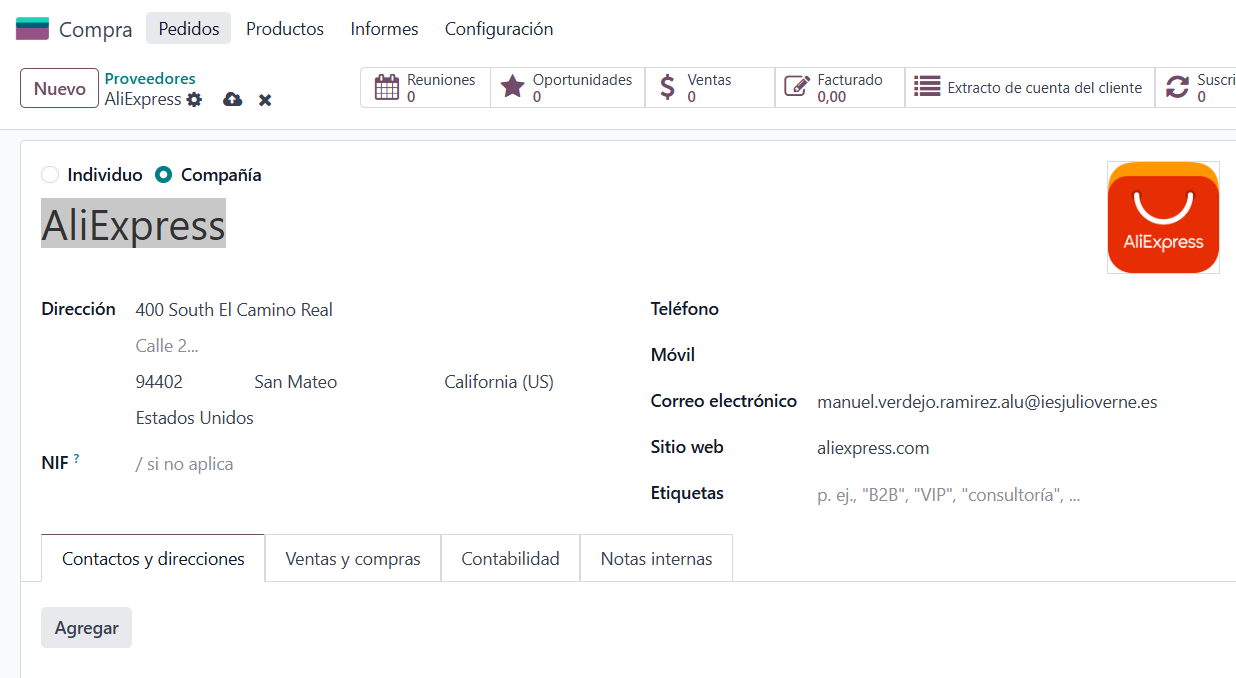 Compra Pedidos Productos Informes Configuración
Nuevo
Proveedores
AliExpress
Reuniones
0
Oportunidades
0
Ventas
0
Facturado
0,00
Extracto de cuenta del cliente
Suscri
0
Individuo Compañía
AliExpress
AliExpress
Dirección 400 South El Camino Real
Calle 2...
94402 San Mateo California (US)
Estados Unidos
NIF ? / si no aplica
Teléfono
Móvil
Correo electrónico manuel.verdejo.ramirez.alu@iesjulioverne.es
Sitio web aliexpress.com
Etiquetas p. ej., "B2B", "VIP", "consultoría", ...
Contactos y direcciones Ventas y compras Contabilidad Notas internas
Agregar